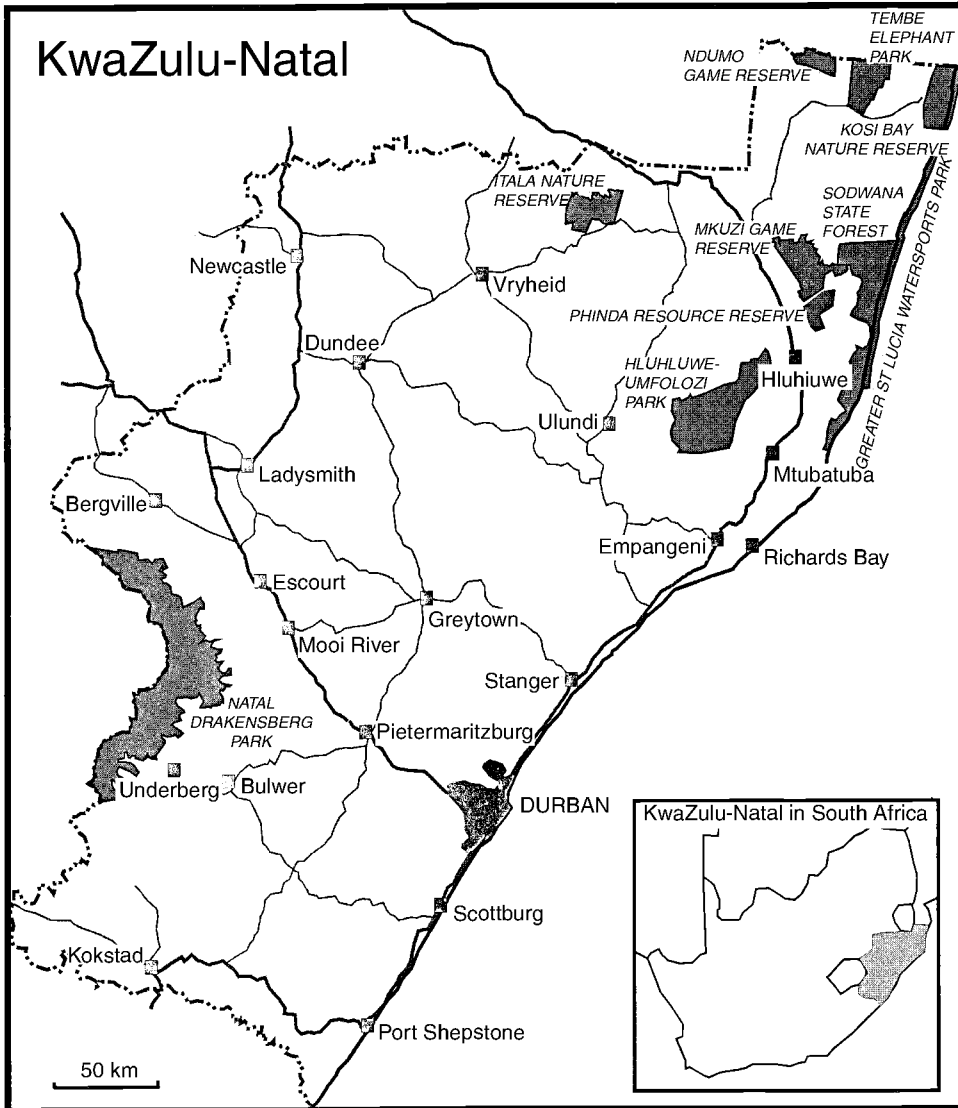 KwaZulu-Natal
TEMBE
ELEPHANT
PARK
NDUMO
GAME RESERVE
KOSI BAY
NATURE RESERVE
ITALA NATURE
RESERVE
SODWANA
STATE
FOREST
MKUZI GAME
RESERVE
GREATER ST LUCIA WATERSPORTS PARK
Newcastle
Vryheid
PHINDA RESOURCE RESERVE
Dundee
HLUHLUWE-
UMFOLOZI
PARK
Hluhiuwe
Ulundi
Ladysmith
Mtubatuba
Bergville
Empangeni
Richards Bay
Escourt
Greytown
Mooi River
Stanger
NATAL
DRAKENSBERG
PARK
Pietermaritzburg
Underberg
Bulwer
DURBAN
KwaZulu-Natal in South Africa
Scottburg
Kokstad
Port Shepstone
50 km